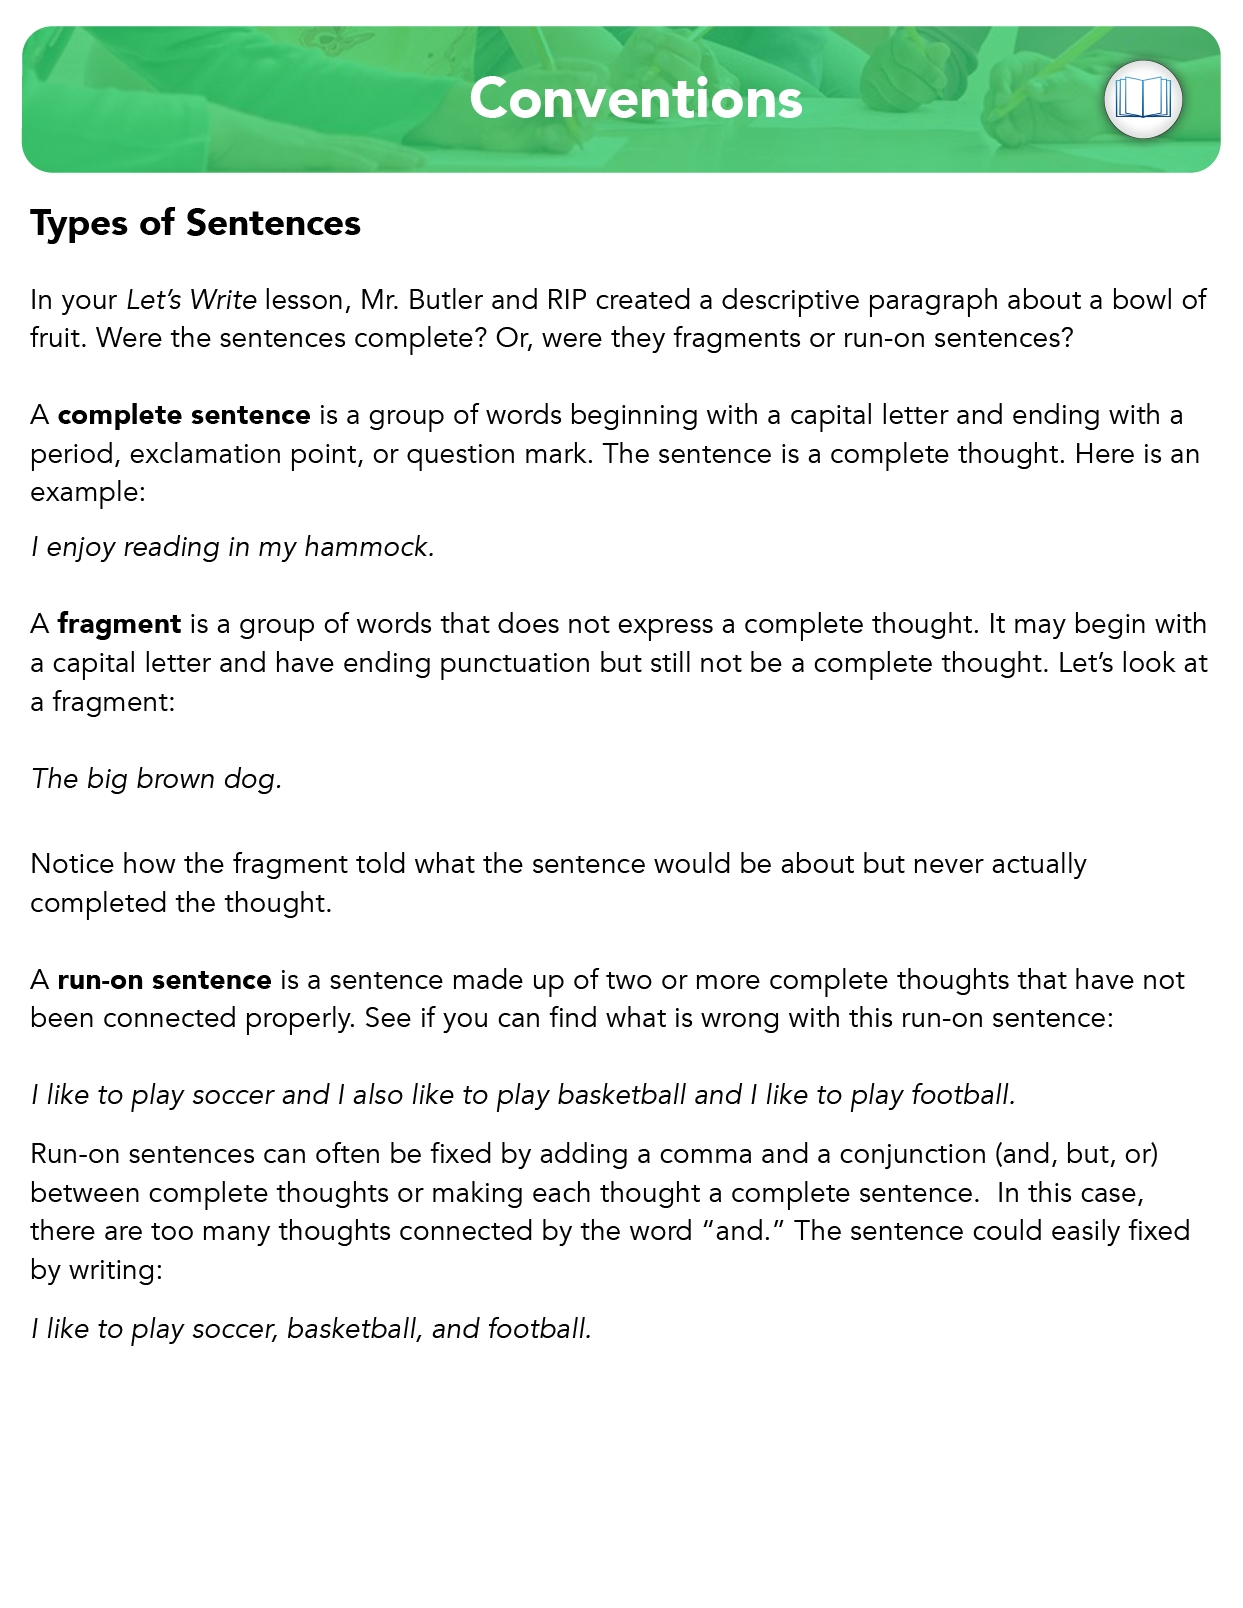 Conventions
Types of Sentences
In your Let’s Write lesson, Mr. Butler and RIP created a descriptive paragraph about a bowl of
fruit. Were the sentences complete? Or, were they fragments or run-on sentences?
A complete sentence is a group of words beginning with a capital letter and ending with a
period, exclamation point, or question mark. The sentence is a complete thought. Here is an
example:
I enjoy reading in my hammock.
A fragment is a group of words that does not express a complete thought. It may begin with
a capital letter and have ending punctuation but still not be a complete thought. Let’s look at
a fragment:
The big brown dog.
Notice how the fragment told what the sentence would be about but never actually
completed the thought.
A run-on sentence is a sentence made up of two or more complete thoughts that have not
been connected properly. See if you can find what is wrong with this run-on sentence:
I like to play soccer and I also like to play basketball and I like to play football.
Run-on sentences can often be fixed by adding a comma and a conjunction (and, but, or)
between complete thoughts or making each thought a complete sentence.  In this case,
there are too many thoughts connected by the word “and.” The sentence could easily fixed
by writing:
I like to play soccer, basketball, and football.